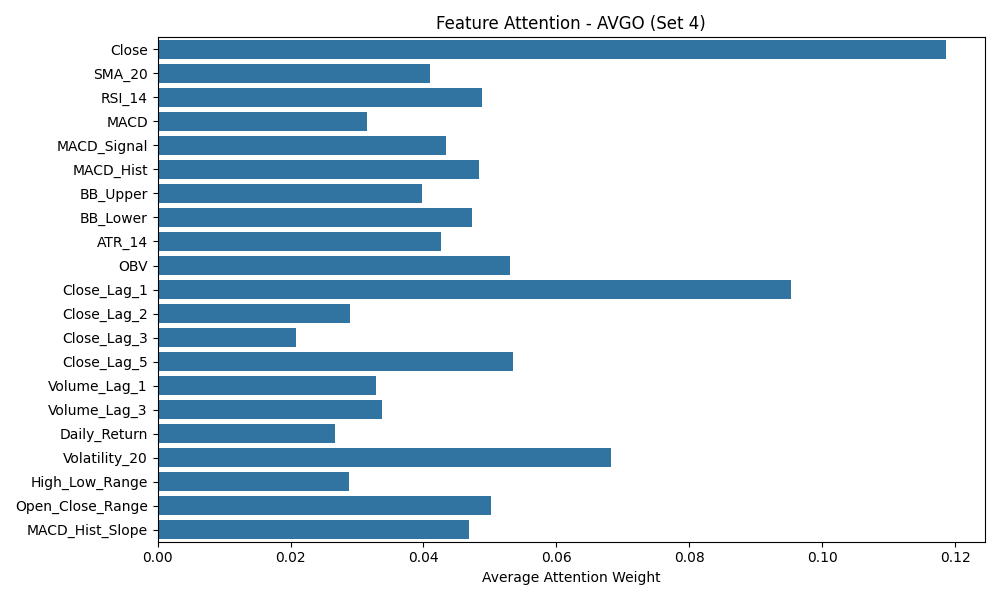 Feature Attention - AVGO (Set 4)
Close
SMA_20
RSI_14
MACD
MACD_Signal
MACD_Hist
BB_Upper
BB_Lower
ATR_14
OBV
Close_Lag_1
Close_Lag_2
Close_Lag_3
Close_Lag_5
Volume_Lag_1
Volume_Lag_3
Daily_Return
Volatility_20
High_Low_Range
Open_Close_Range
MACD_Hist_Slope
0.00 0.02 0.04 0.06 0.08 0.10 0.12
Average Attention Weight